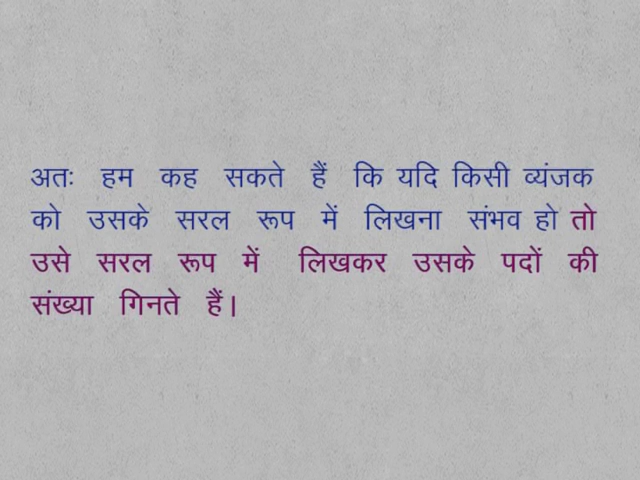 अतः हम कह सकते हैं कि यदि किसी व्यंजक
को उसके सरल रूप में लिखना संभव हो तो
उसे सरल रूप में लिखकर उसके पदों की
संख्या गिनते हैं।